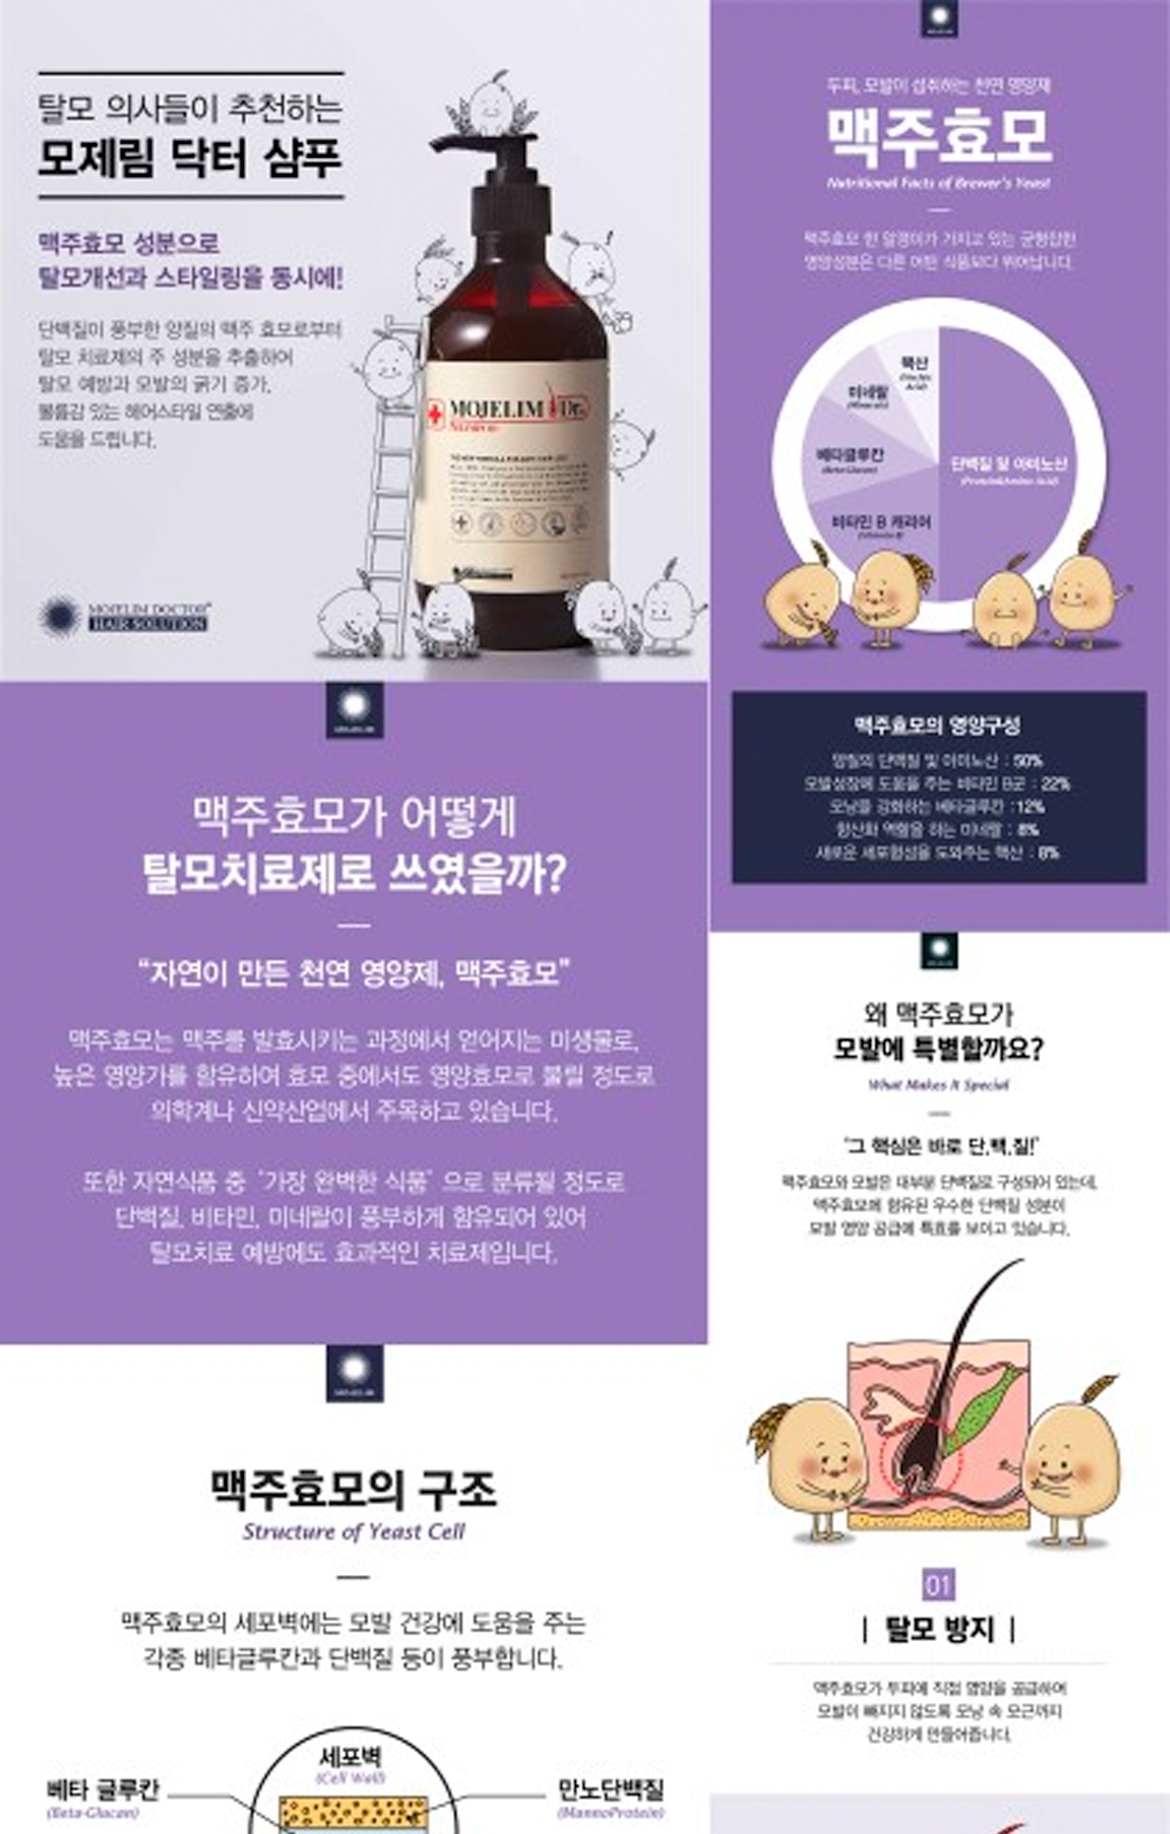 탈모 의사들이 추천하는
모제림 닥터 샴푸
맥주효모 성분으로
탈모개선과 스타일링을 동시에!
단백질이 풍부한 양질의 맥주 효모로부터
탈모 치료제의 주 성분을 추출하여
탈모 예방과 모발의 굵기 증가,
볼륨감 있는 헤어스타일 연출에
도움을 드립니다.
MOJELIM Dr.
MOJELIM DOCTOR
HAIR SOLUTION
맥주효모가 어떻게
탈모치료제로 쓰였을까?
“자연이 만든 천연 영양제, 맥주효모”
맥주효모는 맥주를 발효시키는 과정에서 얻어지는 미생물로,
높은 영양가를 함유하여 효모 중에서도 영양효모로 불릴 정도로
의학계나 신약산업에서 주목하고 있습니다.
또한 자연식품 중 '가장 완벽한 식품' 으로 분류될 정도로
단백질, 비타민, 미네랄이 풍부하게 함유되어 있어
탈모치료 예방에도 효과적인 치료제입니다.
맥주효모의 구조
Structure of Yeast Cell
맥주효모의 세포벽에는 모발 건강에 도움을 주는
각종 베타글루칸과 단백질 등이 풍부합니다.
세포벽
(Cell Wall)
베타 글루칸
(Beta-Glucan)
만노단백질
(MannoProtein)
두피, 모발이 섭취하는 천연 영양제
맥주효모
Nutritional Facts of Brewer's Yeast
맥주효모 한 알갱이가 가지고 있는 균형잡힌
영양성분은 다른 어떤 식품보다 뛰어납니다.
핵산
미네랄
(Minerals)
베타글루칸
(Beta-Glucan)
단백질 및 아미노산
(Protein&Amino Acid)
비타민 B 캐리어
(Vitamin B)
맥주효모의 영양구성
양질의 단백질 및 아미노산 : 50%
모발성장에 도움을 주는 비타민 B군 : 22%
모낭을 강화하는 베타글루칸 : 12%
항산화 역할을 하는 미네랄 : 8%
새로운 세포형성을 도와주는 핵산 : 8%
왜 맥주효모가
모발에 특별할까요?
What Makes It Special
'그 핵심은 바로 단.백.질!'
맥주효모와 모발은 대부분 단백질로 구성되어 있는데,
맥주효모에 함유된 우수한 단백질 성분이
모발 영양 공급에 특효를 보이고 있습니다.
01
| 탈모 방지 |
맥주효모가 두피에 직접 영양을 공급하여
모발이 빠지지 않도록 모낭 속 모근까지
건강하게 만들어줍니다.